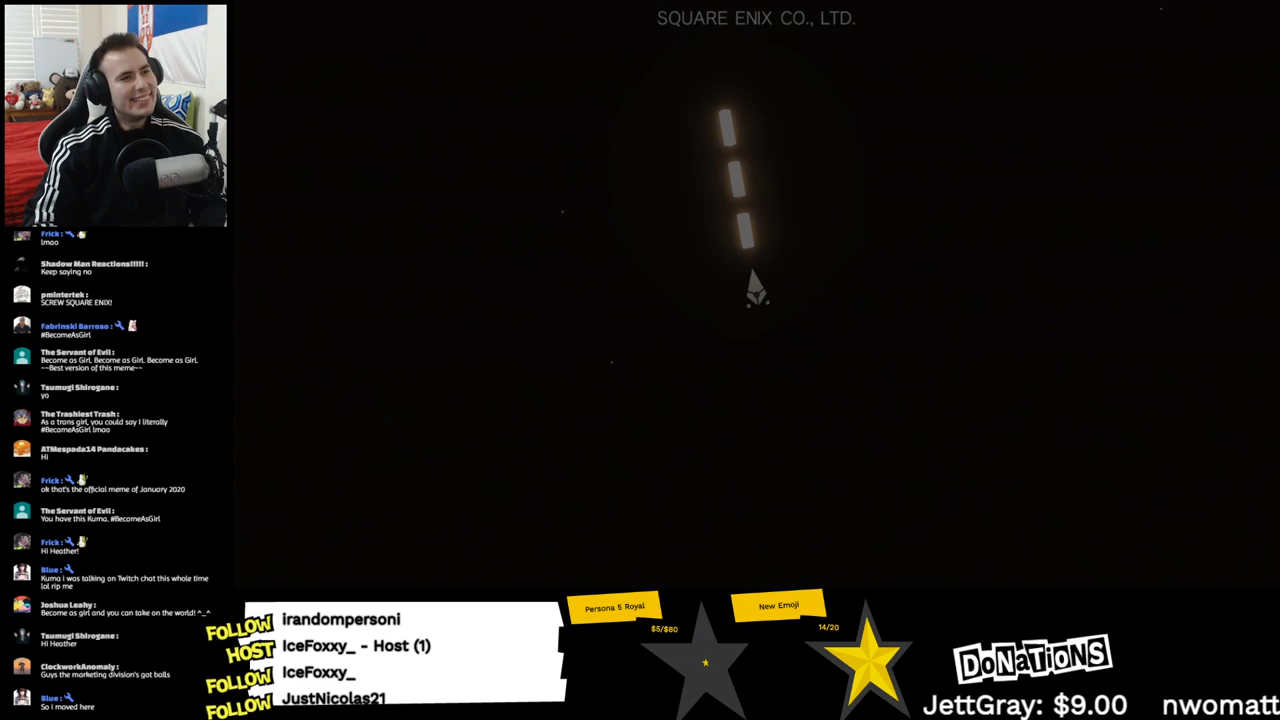 SQUARE ENIX CO., LTD.
Frick :
lmao
Shadow Man Reactions!!!!! :
Keep saying no
pmintertek :
SCREW SQUARE ENIX!
Fabrinski Barroso :
#BecomeAsGirl
The Servant of Evil :
Become as Girl. Become as Girl. Become as Girl.
~~Best version of this meme~~
Tsumugi Shirogane :
yo
The Trashiest Trash :
As a trans girl, you could say I literally
#BecameAsGirl lmao
ATMespada14 Pandacakes :
Hi
Frick :
ok that's the official meme of January 2020
The Servant of Evil :
You have this Kuma. #BecomeAsGirl
Frick :
Hi Heather!
Blue :
Kuma i was talking on Twitch chat this whole time
lol rip me
Joshua Leahy :
Become as girl and you can take on the world! ^_^
Tsumugi Shirogane :
Hi Heather
ClockworkAnomaly :
Guys the marketing division's got balls
Blue :
So i moved here
FOLLOW irandompersoni
HOST IceFoxxy_ - Host (1)
FOLLOW IceFoxxy_
FOLLOW JustNicolas21
Persona 5 Royal
$5/$80
New Emoji
14/20
DoNaTioNS
JettGray: $9.00 nwomatt